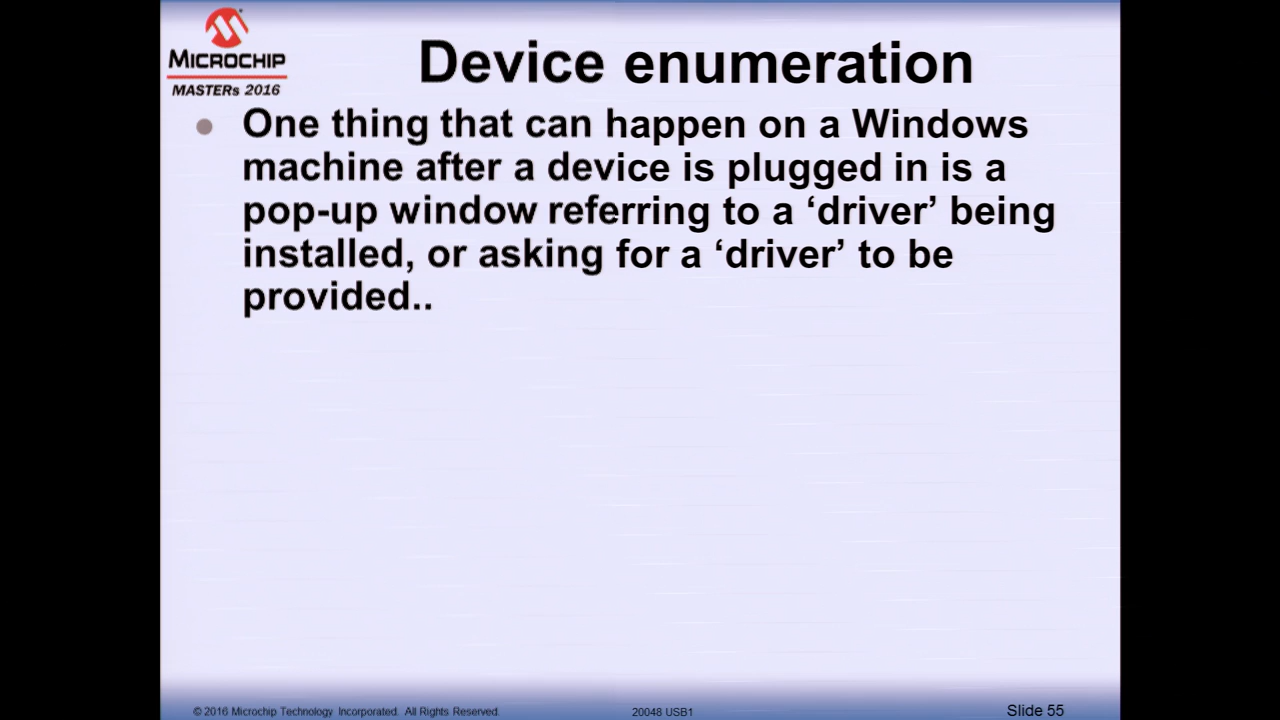 MICROCHIP
MASTERs 2016
Device enumeration
One thing that can happen on a Windows
machine after a device is plugged in is a
pop-up window referring to a ‘driver’ being
installed, or asking for a ‘driver’ to be
provided..
© 2016 Microchip Technology Incorporated. All Rights Reserved.
20048 USB1
Slide 55